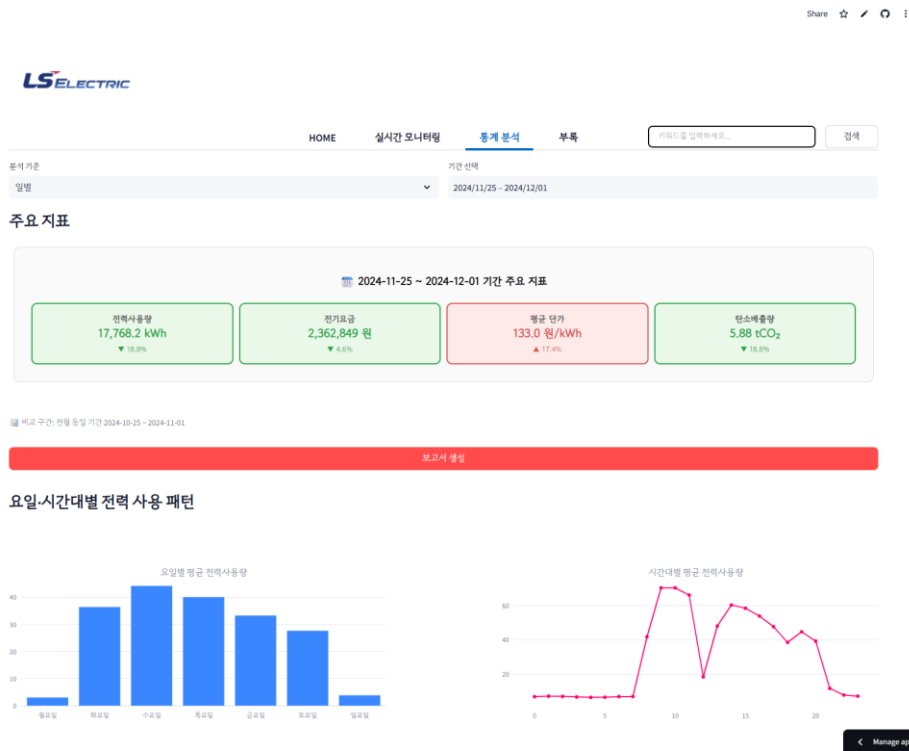 Share
LS ELECTRIC
HOME 실시간 모니터링 통계 분석 부록 키워드를 입력하세요... 검색
분석 기준 기간 선택
일별 2024/11/25 – 2024/12/01
주요 지표
2024-11-25 ~ 2024-12-01 기간 주요 지표
전력사용량 전기요금 평균 단가 탄소배출량
17,768.2 kWh 2,362,849 원 133.0 원/kWh 5.88 tCO₂
▼ 18.8% ▼ 4.6% ▲ 17.4% ▼ 18.8%
비교 구간: 전월 동일 기간 2024-10-25 ~ 2024-11-01
보고서 생성
요일·시간대별 전력 사용 패턴
요일별 평균 전력사용량 시간대별 평균 전력사용량
40
30
20
10
0
월요일 화요일 수요일 목요일 금요일 토요일 일요일
60
40
20
0 5 10 15 20
Manage ap